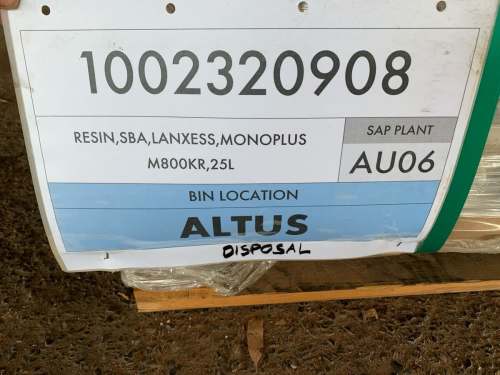 1002320908
RESIN,SBA,LANXESS,MONOPLUS
M800KR,25L
SAP PLANT
AU06
BIN LOCATION
ALTUS
DISPOSAL